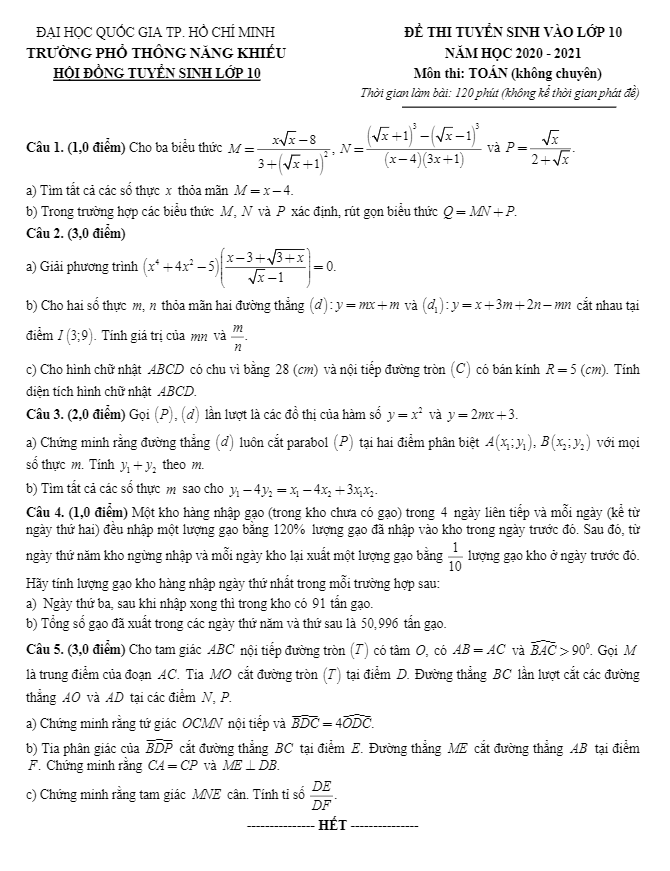 ĐẠI HỌC QUỐC GIA TP. HỒ CHÍ MINH
TRƯỜNG PHỔ THÔNG NĂNG KHIẾU
HỘI ĐỒNG TUYỂN SINH LỚP 10
ĐỀ THI TUYỂN SINH VÀO LỚP 10
NĂM HỌC 2020 - 2021
Môn thi: TOÁN (không chuyên)
Thời gian làm bài: 120 phút (không kể thời gian phát đề)
Câu 1. (1,0 điểm) Cho ba biểu thức $M=\frac{x\sqrt{x}-8}{3+(\sqrt{x}+1)^2}$, $N=\frac{(\sqrt{x}+1)^3-(\sqrt{x}-1)^3}{(x-4)(3x+1)}$ và $P=\frac{\sqrt{x}}{2+\sqrt{x}}$.
a) Tìm tất cả các số thực x thỏa mãn M = x − 4.
b) Trong trường hợp các biểu thức M, N và P xác định, rút gọn biểu thức Q = MN + P.
Câu 2. (3,0 điểm)
a) Giải phương trình $(x^4+4x^2-5)\left(\frac{x-3+\sqrt{3+x}}{\sqrt{x}-1}\right)=0$.
b) Cho hai số thực m, n thỏa mãn hai đường thẳng (d): y = mx + m và (d₁): y = x + 3m + 2n − mn cắt nhau tại
điểm I (3;9). Tính giá trị của mn và $\frac{m}{n}$.
c) Cho hình chữ nhật ABCD có chu vi bằng 28 (cm) và nội tiếp đường tròn (C) có bán kính R = 5 (cm). Tính
diện tích hình chữ nhật ABCD.
Câu 3. (2,0 điểm) Gọi (P), (d) lần lượt là các đồ thị của hàm số y = x² và y = 2mx + 3.
a) Chứng minh rằng đường thẳng (d) luôn cắt parabol (P) tại hai điểm phân biệt A(x₁; y₁), B(x₂; y₂) với mọi
số thực m. Tính y₁ + y₂ theo m.
b) Tìm tất cả các số thực m sao cho y₁ − 4y₂ = x₁ − 4x₂ + 3x₁x₂.
Câu 4. (1,0 điểm) Một kho hàng nhập gạo (trong kho chưa có gạo) trong 4 ngày liên tiếp và mỗi ngày (kể từ
ngày thứ hai) đều nhập một lượng gạo bằng 120% lượng gạo đã nhập vào kho trong ngày trước đó. Sau đó, từ
ngày thứ năm kho ngừng nhập và mỗi ngày kho lại xuất một lượng gạo bằng $\frac{1}{10}$ lượng gạo kho ở ngày trước đó.
Hãy tính lượng gạo kho hàng nhập ngày thứ nhất trong mỗi trường hợp sau:
a) Ngày thứ ba, sau khi nhập xong thì trong kho có 91 tấn gạo.
b) Tổng số gạo đã xuất trong các ngày thứ năm và thứ sau là 50,996 tấn gạo.
Câu 5. (3,0 điểm) Cho tam giác ABC nội tiếp đường tròn (T) có tâm O, có AB = AC và $\widehat{BAC}>90^0$. Gọi M
là trung điểm của đoạn AC. Tia MO cắt đường tròn (T) tại điểm D. Đường thẳng BC lần lượt cắt các đường
thẳng AO và AD tại các điểm N, P.
a) Chứng minh rằng tứ giác OCMN nội tiếp và $\widehat{BDC}=4\widehat{ODC}$.
b) Tia phân giác của $\widehat{BDP}$ cắt đường thẳng BC tại điểm E. Đường thẳng ME cắt đường thẳng AB tại điểm
F. Chứng minh rằng CA = CP và ME ⊥ DB.
c) Chứng minh rằng tam giác MNE cân. Tính tỉ số $\frac{DE}{DF}$.
--------------- HẾT ---------------